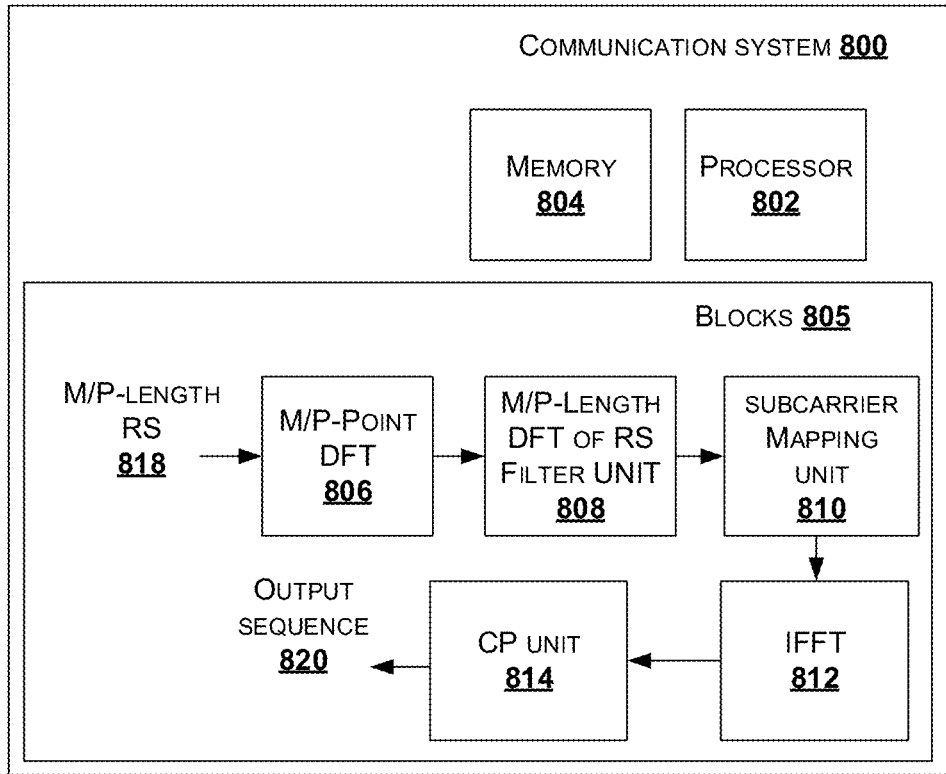 COMMUNICATION SYSTEM 800
MEMORY
804
PROCESSOR
802
BLOCKS 805
M/P-LENGTH
RS
818
M/P-POINT
DFT
806
M/P-LENGTH
DFT OF RS
FILTER UNIT
808
SUBCARRIER
MAPPING
UNIT
810
OUTPUT
SEQUENCE
820
CP UNIT
814
IFFT
812